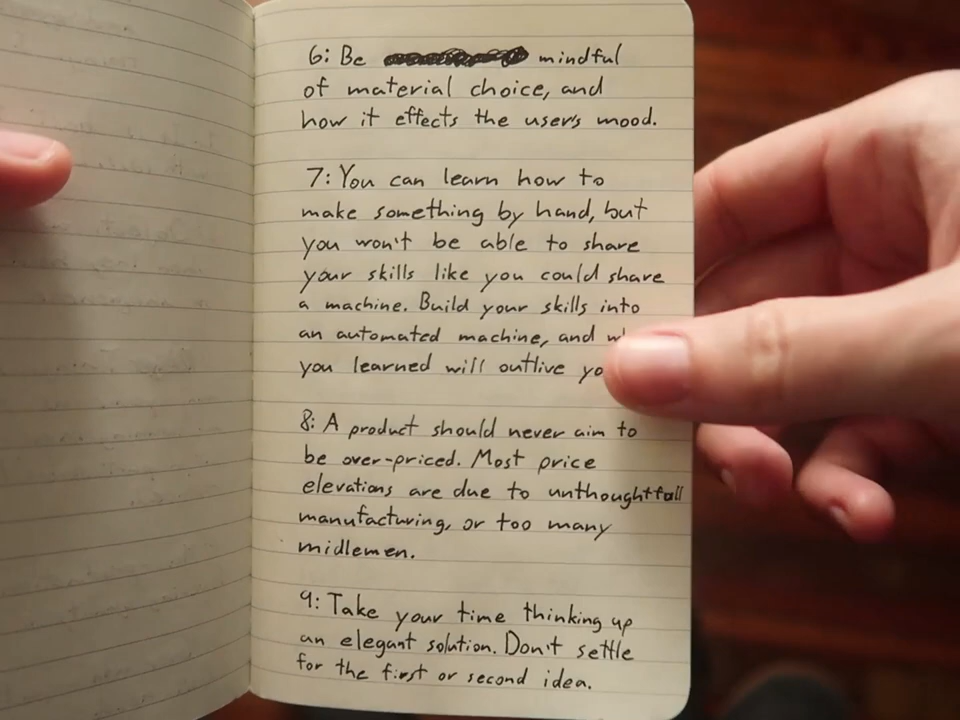 6: Be mindful
of material choice, and
how it effects the user's mood.
7: You can learn how to
make something by hand, but
you won't be able to share
your skills like you could share
a machine. Build your skills into
an automated machine, and
you learned will outlive
8: A product should never aim to
be over-priced. Most price
elevations are due to unthoughtfull
manufacturing, or too many
midlemen.
9: Take your time thinking up
an elegant solution. Don't settle
for the first or second idea.